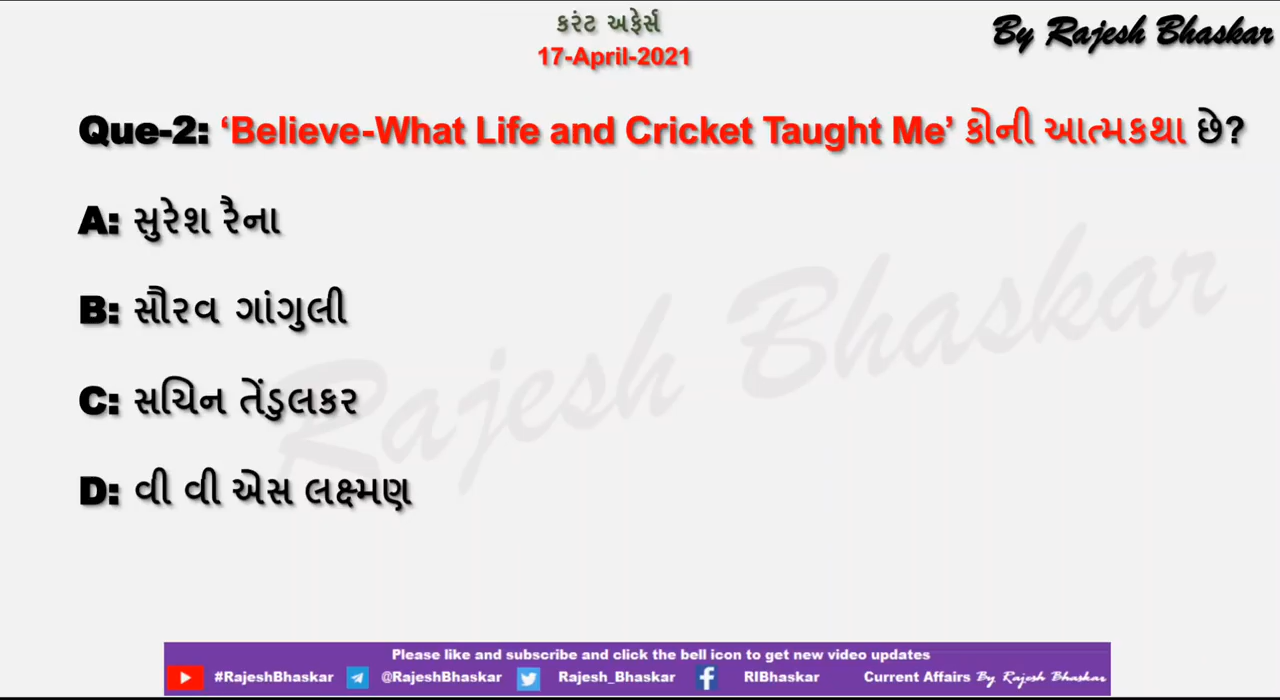 કરંટ અફેર્સ
17-April-2021
By Rajesh Bhaskar
Que-2: ‘Believe-What Life and Cricket Taught Me’ કોની આત્મકથા છે?
A: સુરેશ રૈના
B: સૌરવ ગાંગુલી
C: સચિન તેંડુલકર
D: વી વી એસ લક્ષ્મણ
Rajesh Bhaskar
Please like and subscribe and click the bell icon to get new video updates
#RajeshBhaskar @RajeshBhaskar Rajesh_Bhaskar RIBhaskar Current Affairs By Rajesh Bhaskar